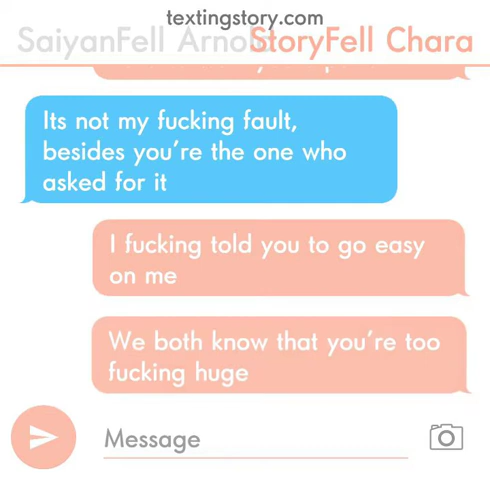 textingstory.com
SaiyanFell Arno StoryFell Chara
Its not my fucking fault,
besides you're the one who
asked for it
I fucking told you to go easy
on me
We both know that you're too
fucking huge
Message